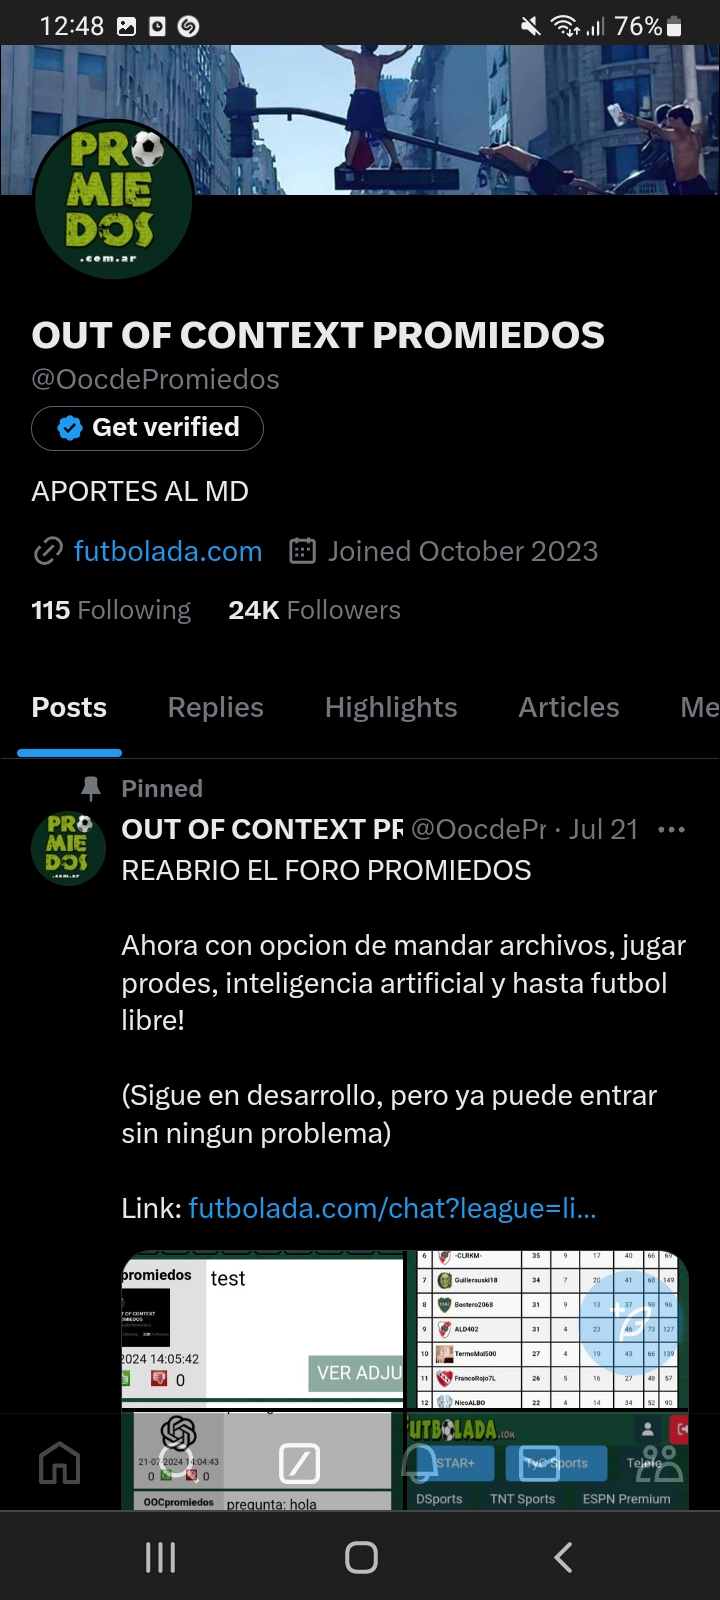 12:48
76%
PROMIEDOS
.com.ar
OUT OF CONTEXT PROMIEDOS
@OocdePromiedos
Get verified
APORTES AL MD
futbolada.com Joined October 2023
115 Following 24K Followers
Posts Replies Highlights Articles Me
Pinned
OUT OF CONTEXT PR @OocdePr · Jul 21
REABRIO EL FORO PROMIEDOS
Ahora con opcion de mandar archivos, jugar
prodes, inteligencia artificial y hasta futbol
libre!
(Sigue en desarrollo, pero ya puede entrar
sin ningun problema)
Link: futbolada.com/chat?league=li...
promiedos test
2024 14:05:42
0
VER ADJU
6 -CLRKM- 35 9 17 40 66 69
7 Guillersuski18 34 7 20 41 68 149
8 Bostero2068 31 9 13 37 59 96
9 ALD402 31 4 23 46 73 127
10 TermoMal500 27 4 19 43 66 139
11 FrancoRojo7L 26 5 16 27 48 57
12 NicoALBO 22 4 14 34 52 90
21-07-2024 14:04:43
0 0
OOCpromiedos pregunta: hola
FUTBOLADA.COM
STAR+ TyC Sports Telefe
DSports TNT Sports ESPN Premium